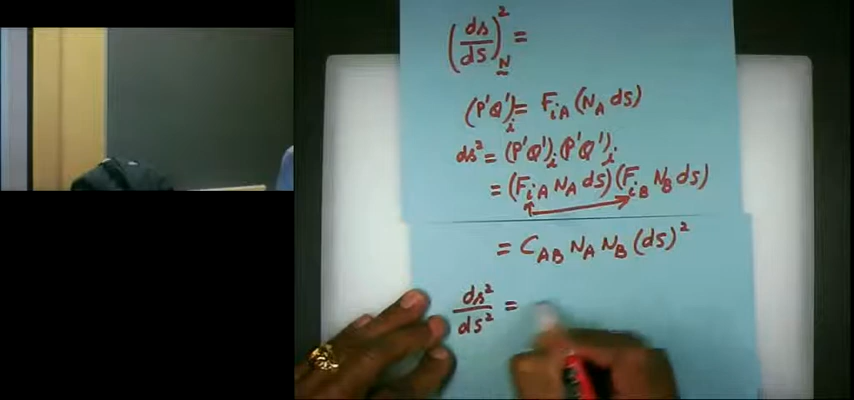 (ds/dS)²_N =
(P'Q')_i = F_iA (N_A dS)
ds² = (P'Q')_i (P'Q')_i
= (F_iA N_A dS)(F_iB N_B dS)
= C_AB N_A N_B (dS)²
ds²/dS² =